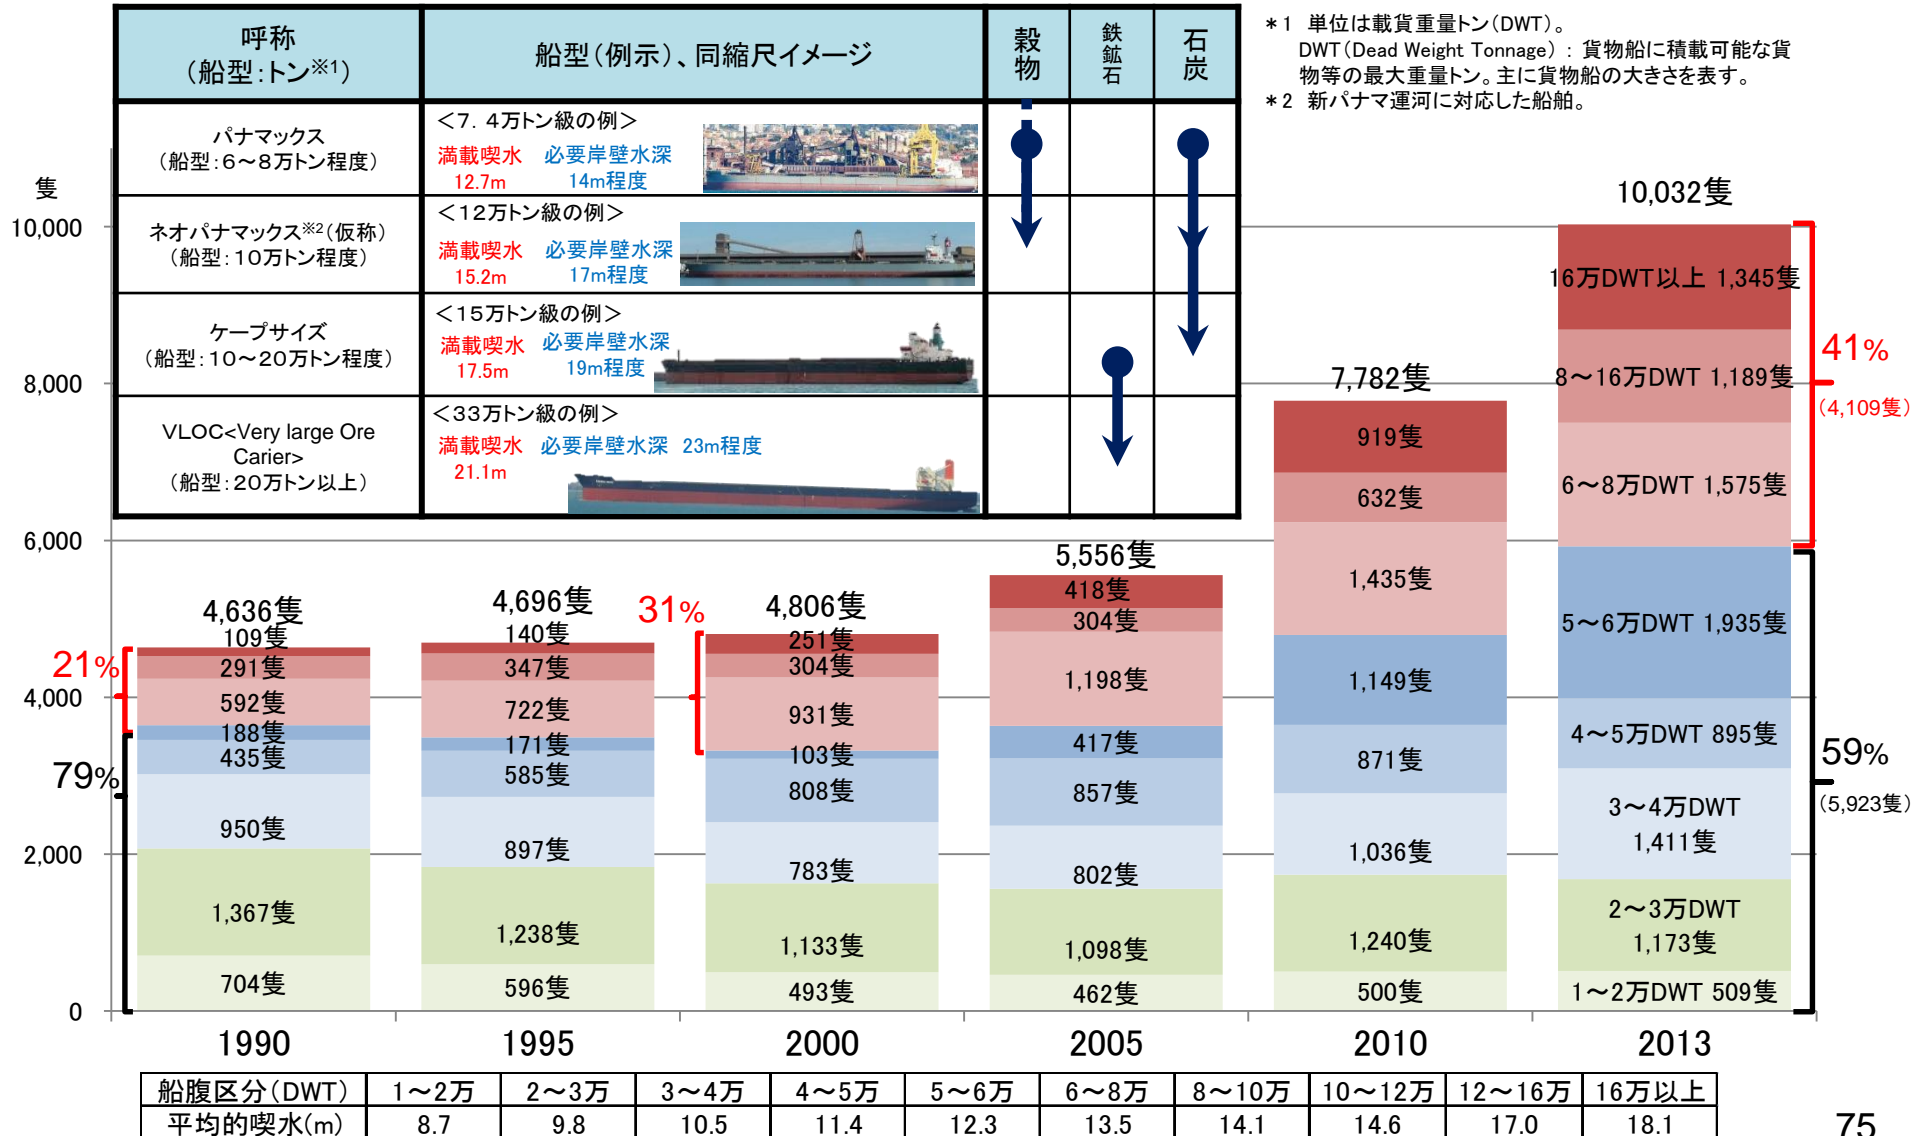 呼称
(船型:トン※1)
船型(例示)、同縮尺イメージ
穀物
鉄鉱石
石炭
*1 単位は載貨重量トン(DWT)。
DWT(Dead Weight Tonnage) : 貨物船に積載可能な貨
物等の最大重量トン。主に貨物船の大きさを表す。
*2 新パナマ運河に対応した船舶。
パナマックス
(船型:6~8万トン程度)
<7.4万トン級の例>
満載喫水 必要岸壁水深
12.7m 14m程度
ネオパナマックス※2(仮称)
(船型:10万トン程度)
<12万トン級の例>
満載喫水 必要岸壁水深
15.2m 17m程度
ケープサイズ
(船型:10~20万トン程度)
<15万トン級の例>
満載喫水 必要岸壁水深
17.5m 19m程度
VLOC<Very large Ore
Carier>
(船型:20万トン以上)
<33万トン級の例>
満載喫水 必要岸壁水深 23m程度
21.1m
隻
10,000
8,000
6,000
4,000
2,000
0
4,636隻
109隻
291隻
592隻
188隻
435隻
950隻
1,367隻
704隻
21%
79%
4,696隻
140隻
347隻
722隻
171隻
585隻
897隻
1,238隻
596隻
31%
4,806隻
251隻
304隻
931隻
103隻
808隻
783隻
1,133隻
493隻
5,556隻
418隻
304隻
1,198隻
417隻
857隻
802隻
1,098隻
462隻
7,782隻
919隻
632隻
1,435隻
1,149隻
871隻
1,036隻
1,240隻
500隻
10,032隻
16万DWT以上 1,345隻
8~16万DWT 1,189隻
6~8万DWT 1,575隻
5~6万DWT 1,935隻
4~5万DWT 895隻
3~4万DWT
1,411隻
2~3万DWT
1,173隻
1~2万DWT 509隻
41%
(4,109隻)
59%
(5,923隻)
1990 1995 2000 2005 2010 2013
船腹区分(DWT) 1~2万 2~3万 3~4万 4~5万 5~6万 6~8万 8~10万 10~12万 12~16万 16万以上
平均的喫水(m) 8.7 9.8 10.5 11.4 12.3 13.5 14.1 14.6 17.0 18.1
75